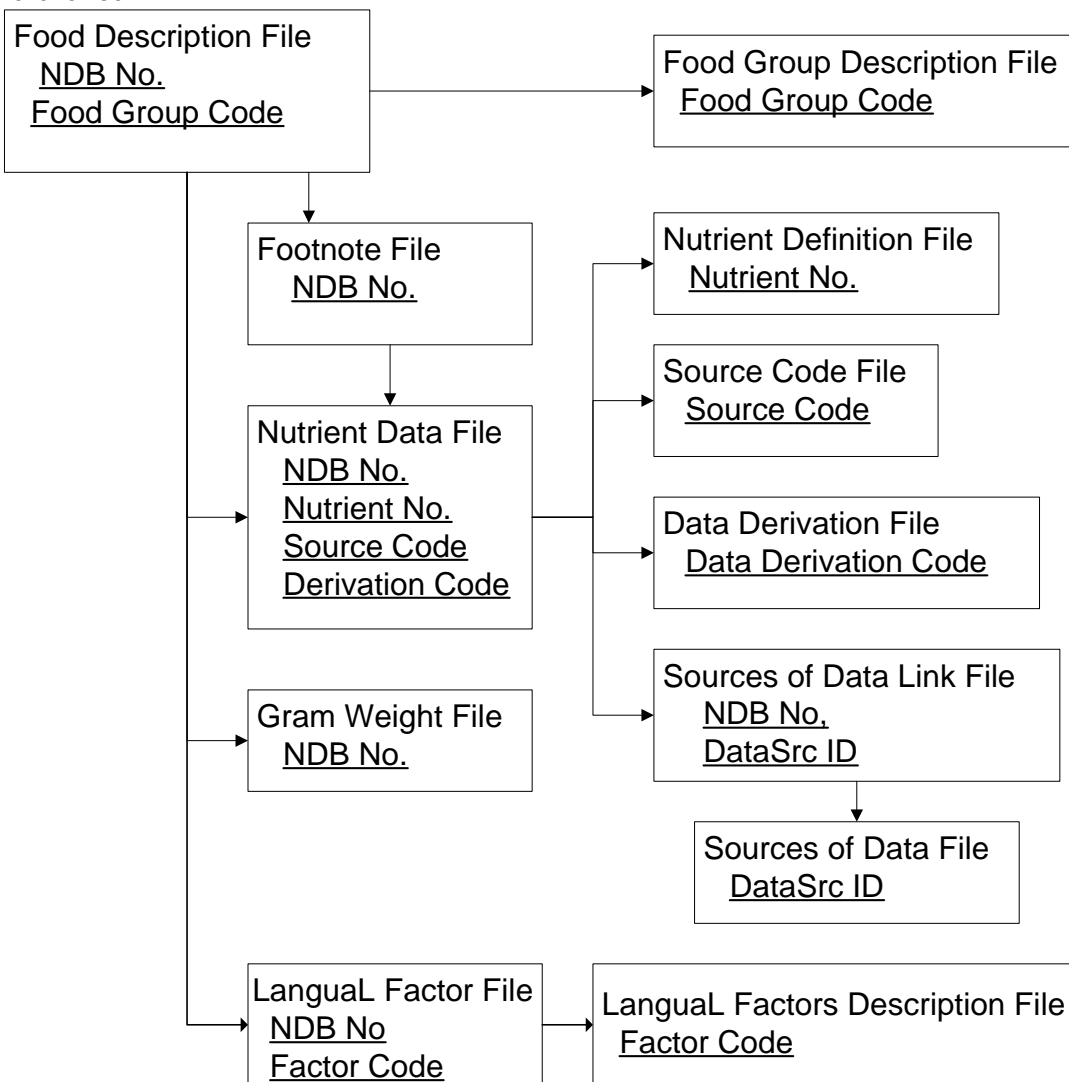 Food Description File
NDB No.
Food Group Code
Food Group Description File
Food Group Code
Footnote File
NDB No.
Nutrient Definition File
Nutrient No.
Source Code File
Source Code
Nutrient Data File
NDB No.
Nutrient No.
Source Code
Derivation Code
Data Derivation File
Data Derivation Code
Sources of Data Link File
NDB No,
DataSrc ID
Gram Weight File
NDB No.
Sources of Data File
DataSrc ID
LanguaL Factor File
NDB No
Factor Code
LanguaL Factors Description File
Factor Code